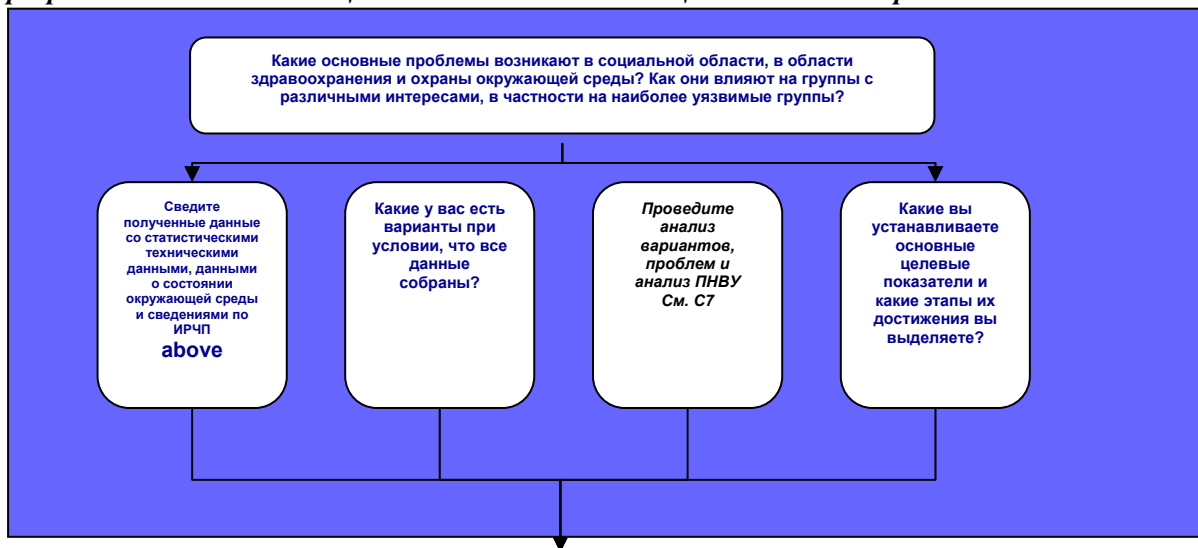 Какие основные проблемы возникают в социальной области, в области
здравоохранения и охраны окружающей среды? Как они влияют на группы с
различными интересами, в частности на наиболее уязвимые группы?
Сведите
полученные данные
со статистическими
техническими
данными, данными
о состоянии
окружающей среды
и сведениями по
ИРЧП
above
Какие у вас есть
варианты при
условии, что все
данные
собраны?
Проведите
анализ
вариантов,
проблем и
анализ ПНВУ
См. C7
Какие вы
устанавливаете
основные
целевые
показатели и
какие этапы их
достижения вы
выделяете?